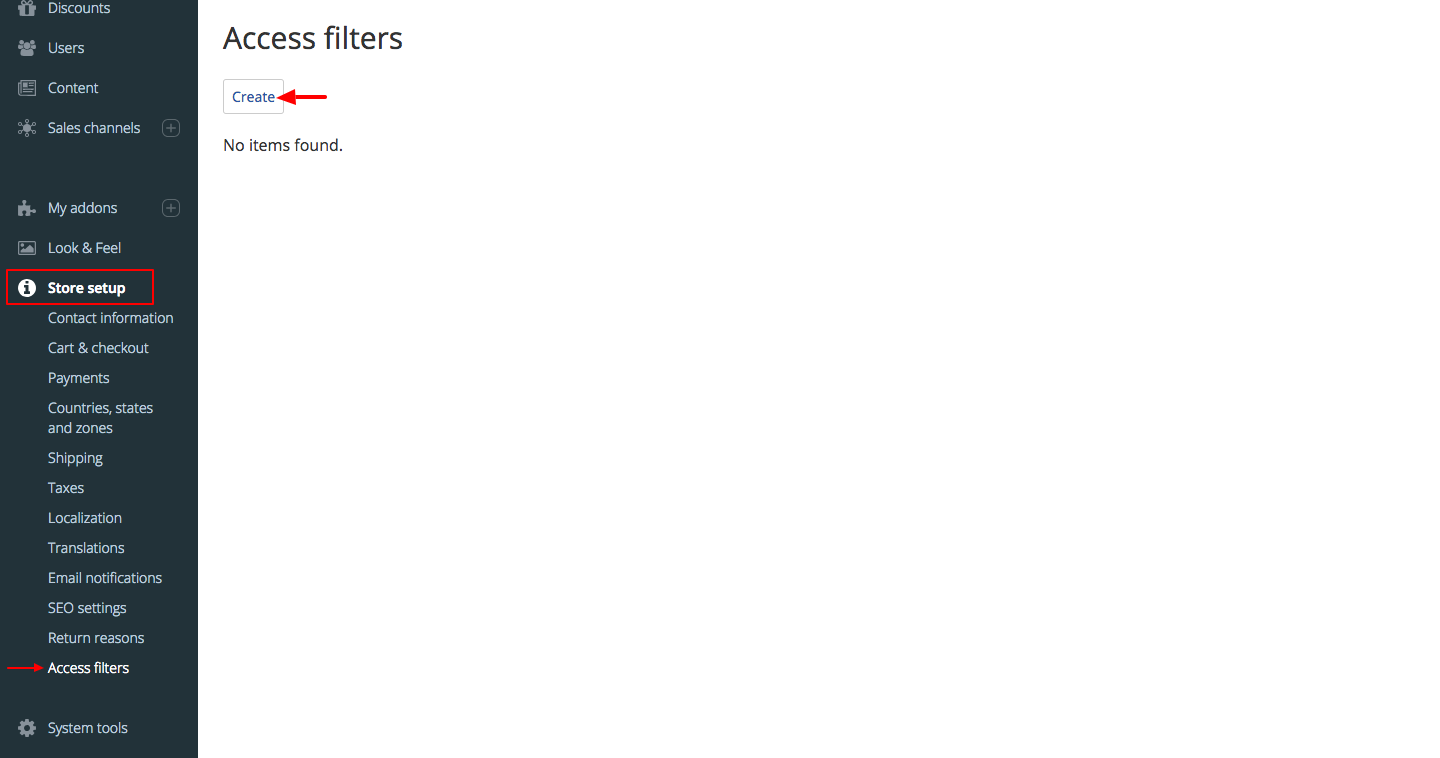 Discounts
Users
Content
Sales channels
My addons
Look & Feel
Store setup
Contact information
Cart & checkout
Payments
Countries, states
and zones
Shipping
Taxes
Localization
Translations
Email notifications
SEO settings
Return reasons
Access filters
System tools
Access filters
Create
No items found.